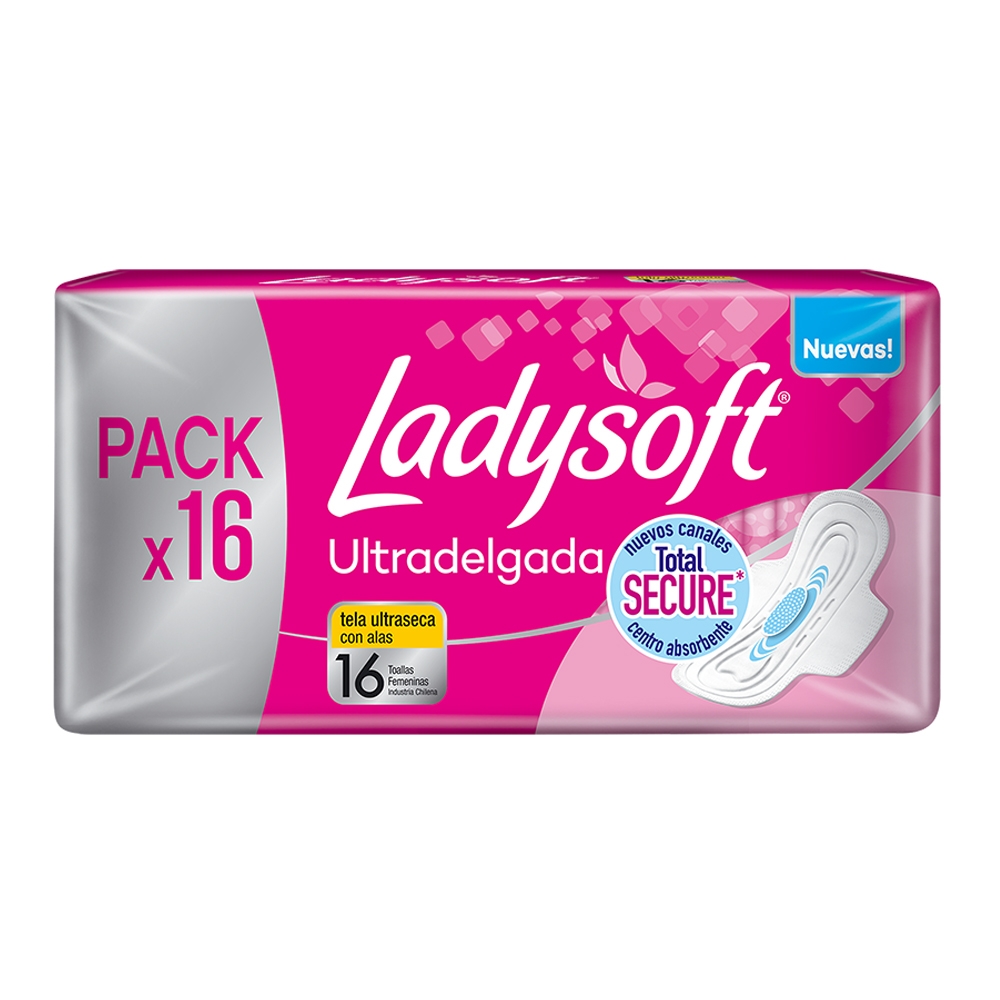 Ladysoft
Nuevas!
PACK
x16
Ladysoft®
Ultradelgada
nuevos canales
Total
SECURE*
centro absorbente
tela ultraseca
con alas
16 Toallas
Femeninas
Industria Chilena